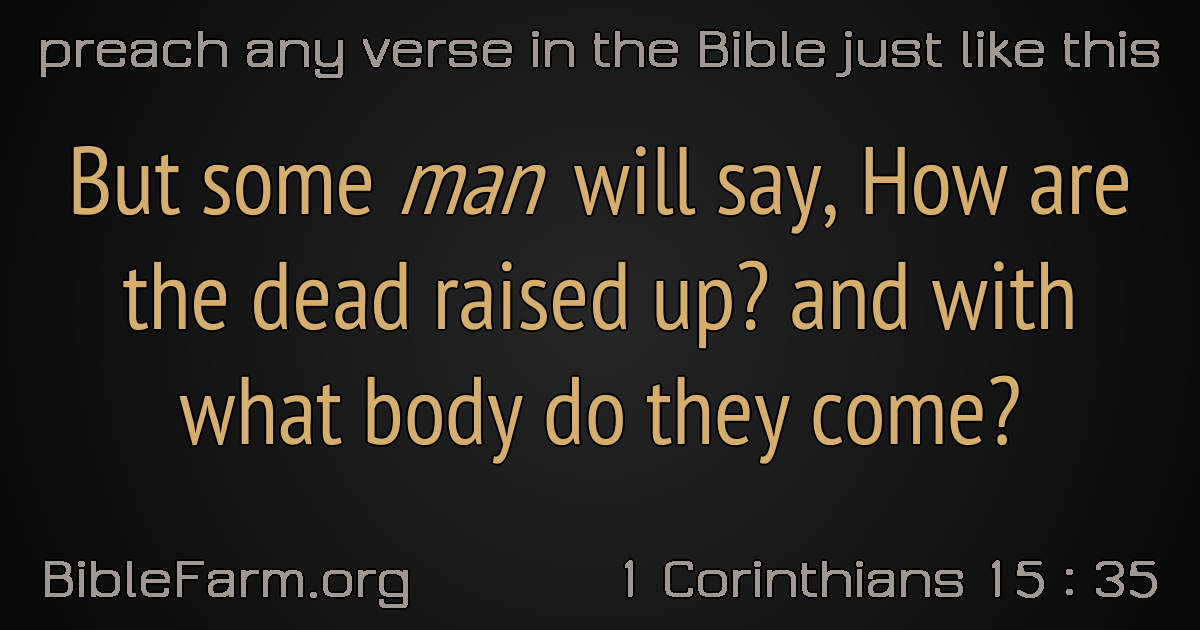 preach any verse in the Bible just like this
But some man will say, How are
the dead raised up? and with
what body do they come?
BibleFarm.org
1 Corinthians 15 : 35